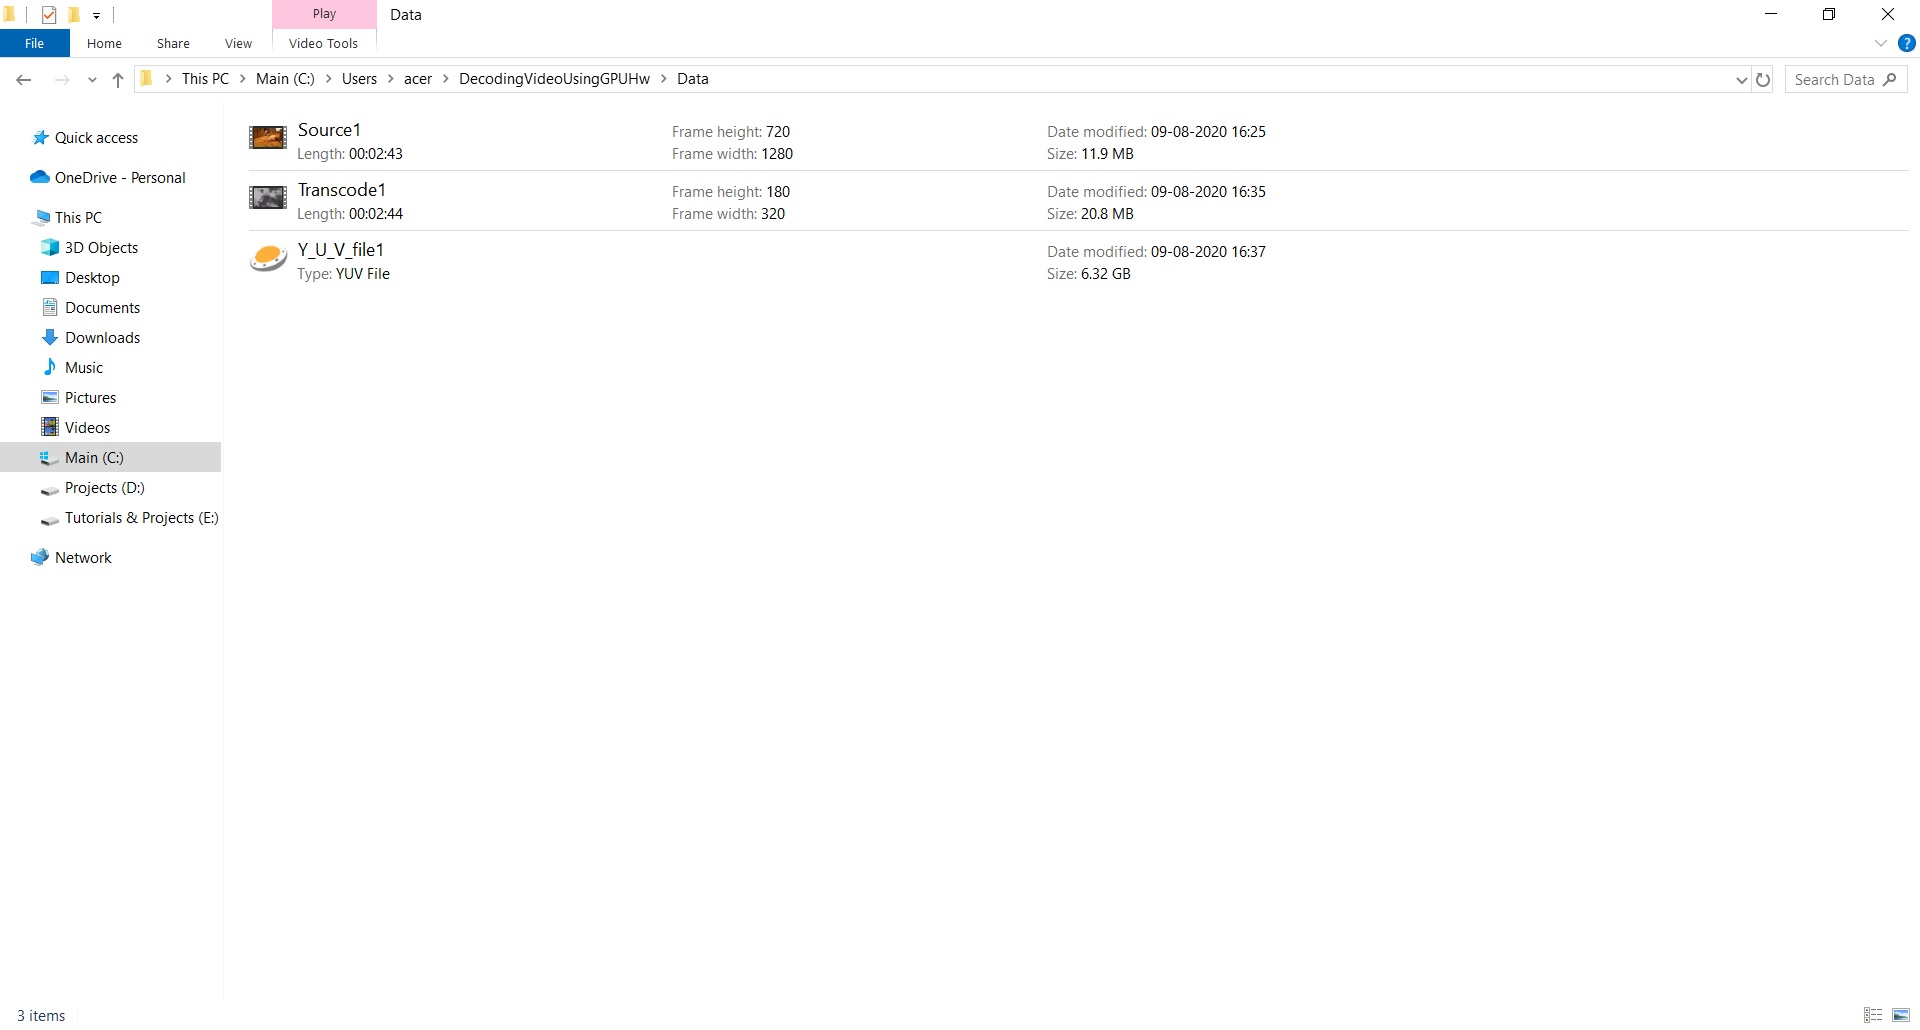 Play
Data
File
Home
Share
View
Video Tools
This PC
Main (C:)
Users
acer
DecodingVideoUsingGPUHw
Data
Search Data
Quick access
OneDrive - Personal
This PC
3D Objects
Desktop
Documents
Downloads
Music
Pictures
Videos
Main (C:)
Projects (D:)
Tutorials & Projects (E:)
Network
Source1
Length: 00:02:43
Frame height: 720
Frame width: 1280
Date modified: 09-08-2020 16:25
Size: 11.9 MB
Transcode1
Length: 00:02:44
Frame height: 180
Frame width: 320
Date modified: 09-08-2020 16:35
Size: 20.8 MB
Y_U_V_file1
Type: YUV File
Date modified: 09-08-2020 16:37
Size: 6.32 GB
3 items